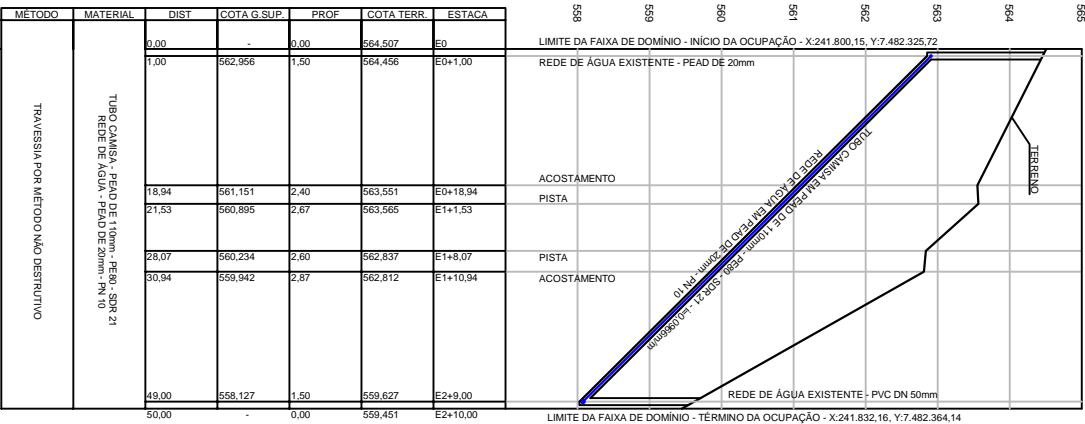 MÉTODO MATERIAL DIST COTA G.SUP. PROF COTA TERR. ESTACA
0,00 - 0,00 564,507 E0
1,00 562,956 1,50 564,456 E0+1,00
18,94 561,151 2,40 563,551 E0+18,94
21,53 560,895 2,67 563,565 E1+1,53
28,07 560,234 2,60 562,837 E1+8,07
30,94 559,942 2,87 562,812 E1+10,94
49,00 558,127 1,50 559,627 E2+9,00
50,00 - 0,00 559,451 E2+10,00
TRAVESSIA POR MÉTODO NÃO DESTRUTIVO
TUBO CAMISA - PEAD DE 110mm - PE80 - SDR 21
REDE DE ÁGUA - PEAD DE 20mm - PN 10
558 559 560 561 562 563 564 565
LIMITE DA FAIXA DE DOMÍNIO - INÍCIO DA OCUPAÇÃO - X:241.800,15, Y:7.482.325,72
REDE DE ÁGUA EXISTENTE - PEAD DE 20mm
ACOSTAMENTO
PISTA
PISTA
ACOSTAMENTO
TERRENO
TUBO CAMISA EM PEAD DE 110mm - PE80 - SDR 21 - i=0,0966m/m
REDE DE ÁGUA EM PEAD DE 20mm - PN 10
REDE DE ÁGUA EXISTENTE - PVC DN 50mm
LIMITE DA FAIXA DE DOMÍNIO - TÉRMINO DA OCUPAÇÃO - X:241.832,16, Y:7.482.364,14